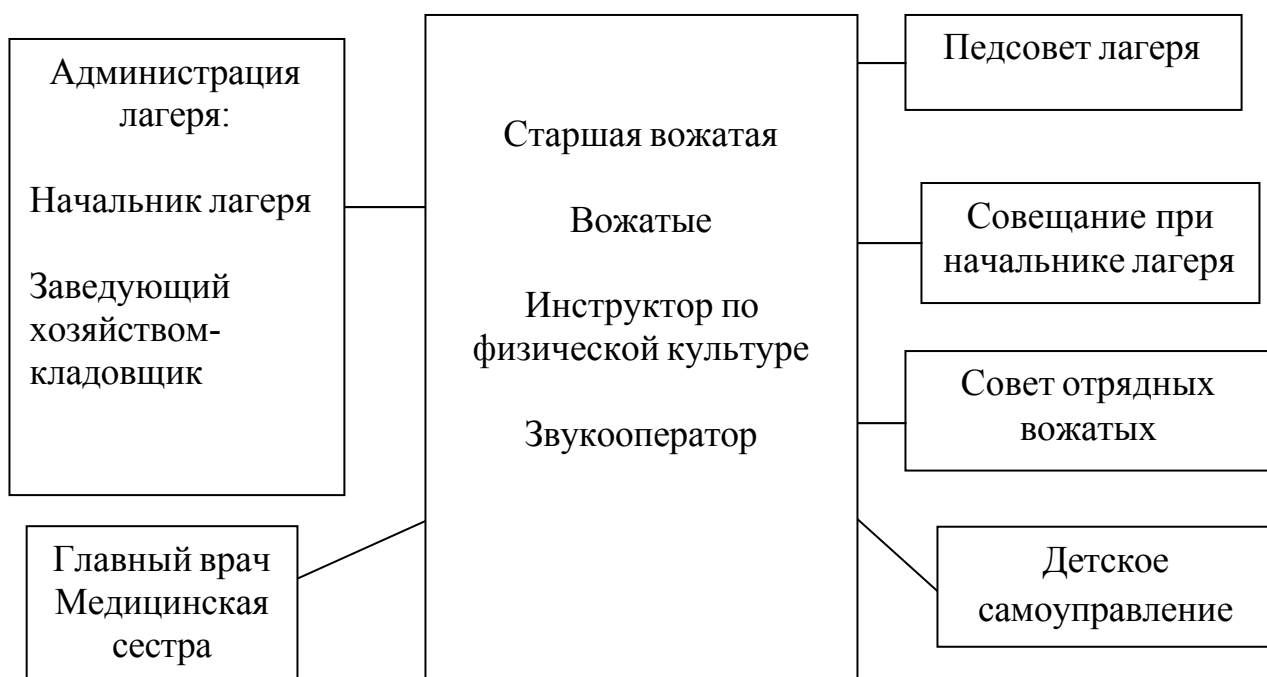 Администрация
лагеря:
Начальник лагеря
Заведующий
хозяйством-
кладовщик
Главный врач
Медицинская
сестра
Старшая вожатая
Вожатые
Инструктор по
физической культуре
Звукооператор
Педсовет лагеря
Совещание при
начальнике лагеря
Совет отрядных
вожатых
Детское
самоуправление